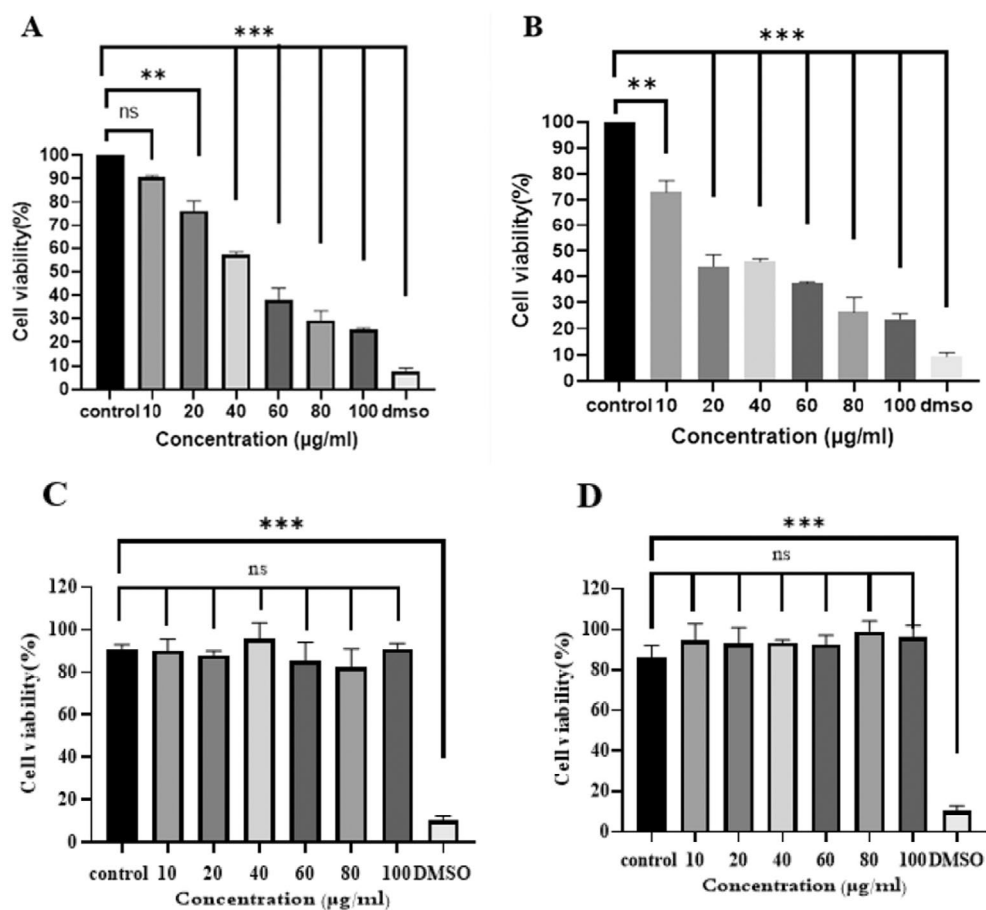 A
***
**
ns
100
90
80
70
60
50
40
30
20
10
0
Cell viability(%)
control 10 20 40 60 80 100 dmso
Concentration (µg/ml)
B
***
**
100
90
80
70
60
50
40
30
20
10
0
Cell viability(%)
control 10 20 40 60 80 100 dmso
Concentration (µg/ml)
C
***
ns
120
100
80
60
40
20
0
Cell viability(%)
control 10 20 40 60 80 100 DMSO
Concentration (µg/ml)
D
***
ns
120
100
80
60
40
20
0
Cell viability(%)
control 10 20 40 60 80 100 DMSO
Concentration (µg/ml)